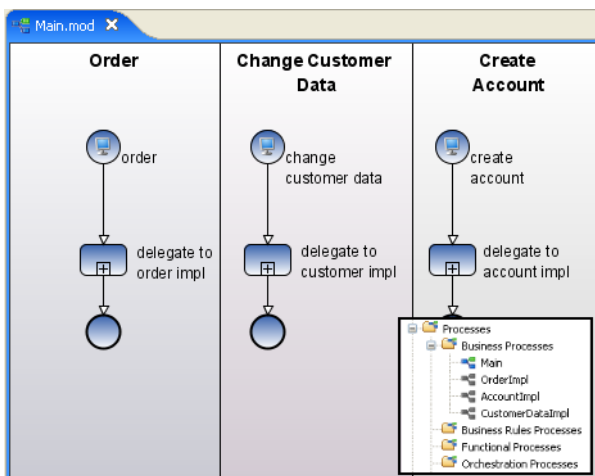 Main.mod
Order
Change Customer
Data
Create
Account
order
change
customer data
create
account
delegate to
order impl
delegate to
customer impl
delegate to
account impl
Processes
Business Processes
Main
OrderImpl
AccountImpl
CustomerDataImpl
Business Rules Processes
Functional Processes
Orchestration Processes